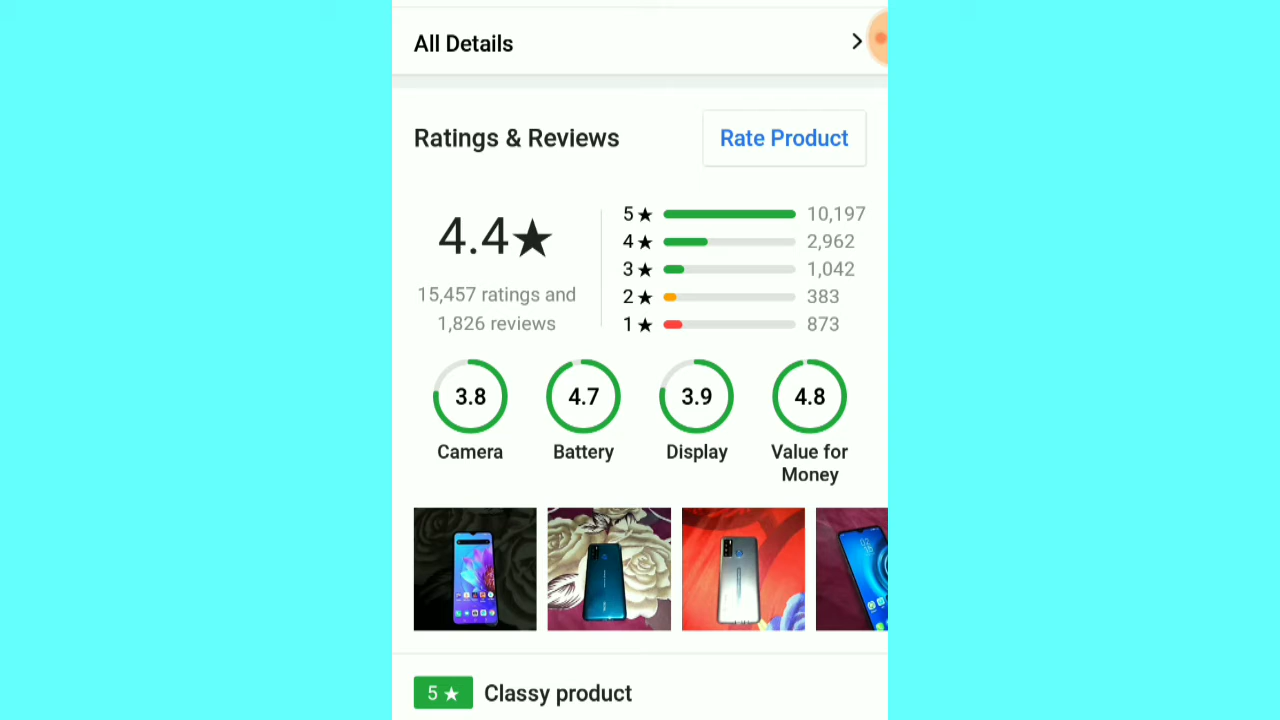 All Details
Ratings & Reviews
Rate Product
4.4★
15,457 ratings and
1,826 reviews
5★ 10,197
4★ 2,962
3★ 1,042
2★ 383
1★ 873
3.8 4.7 3.9 4.8
Camera Battery Display Value for
Money
5★ Classy product